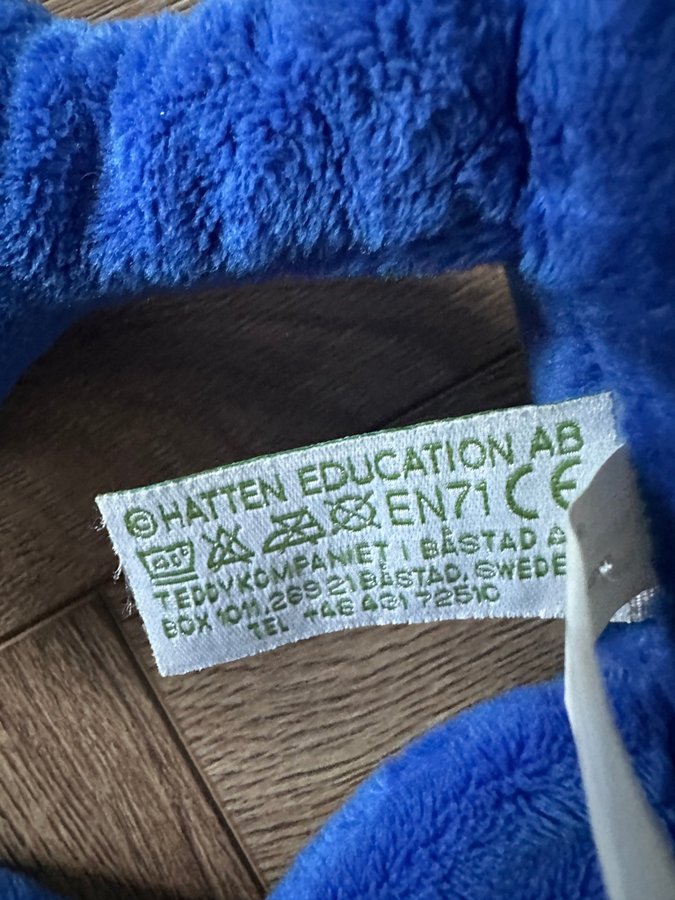 © HATTEN EDUCATION AB
EN71 CE
TEDDYKOMPANIET I BÅSTAD A
BOX 1011, 269 21 BÅSTAD, SWEDE
TEL +46 431 72510